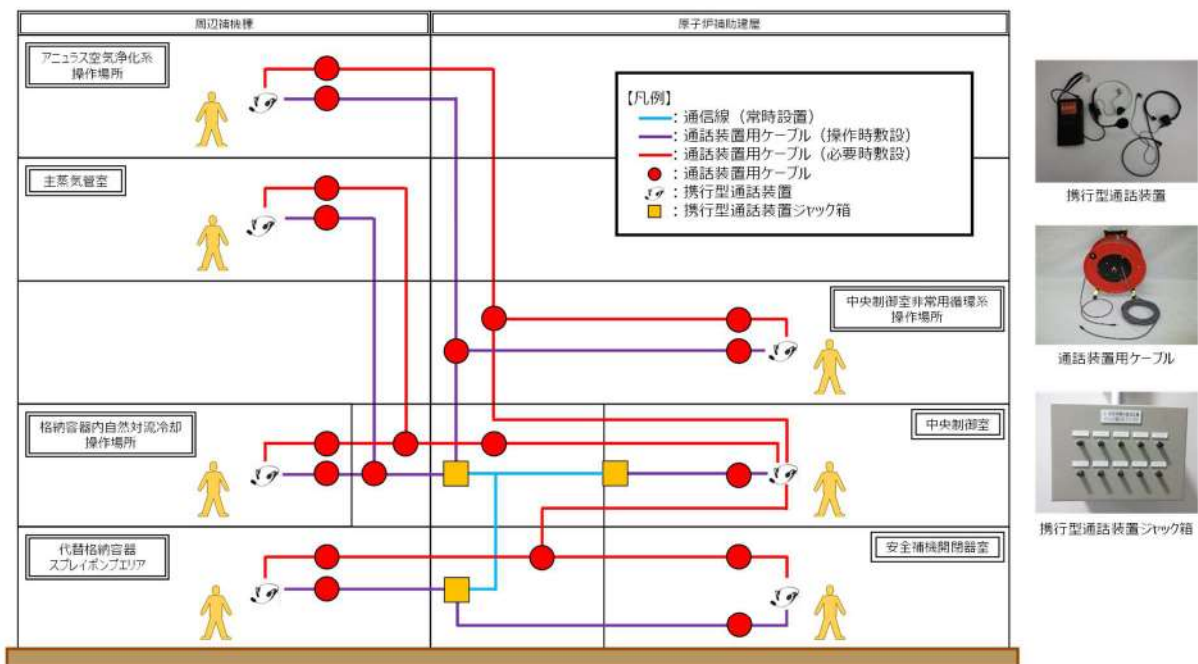 周辺補機棟
原子炉補助建屋
アニュラス空気浄化系
操作場所
【凡例】
：通信線（常時設置）
：通話装置用ケーブル（操作時敷設）
：通話装置用ケーブル（必要時敷設）
：通話装置用ケーブル
：携行型通話装置
：携行型通話装置ジャック箱
主蒸気管室
中央制御室非常用循環系
操作場所
格納容器内自然対流冷却
操作場所
中央制御室
代替格納容器
スプレイポンプエリア
安全補機開閉器室
携行型通話装置
通話装置用ケーブル
携行型通話装置ジャック箱